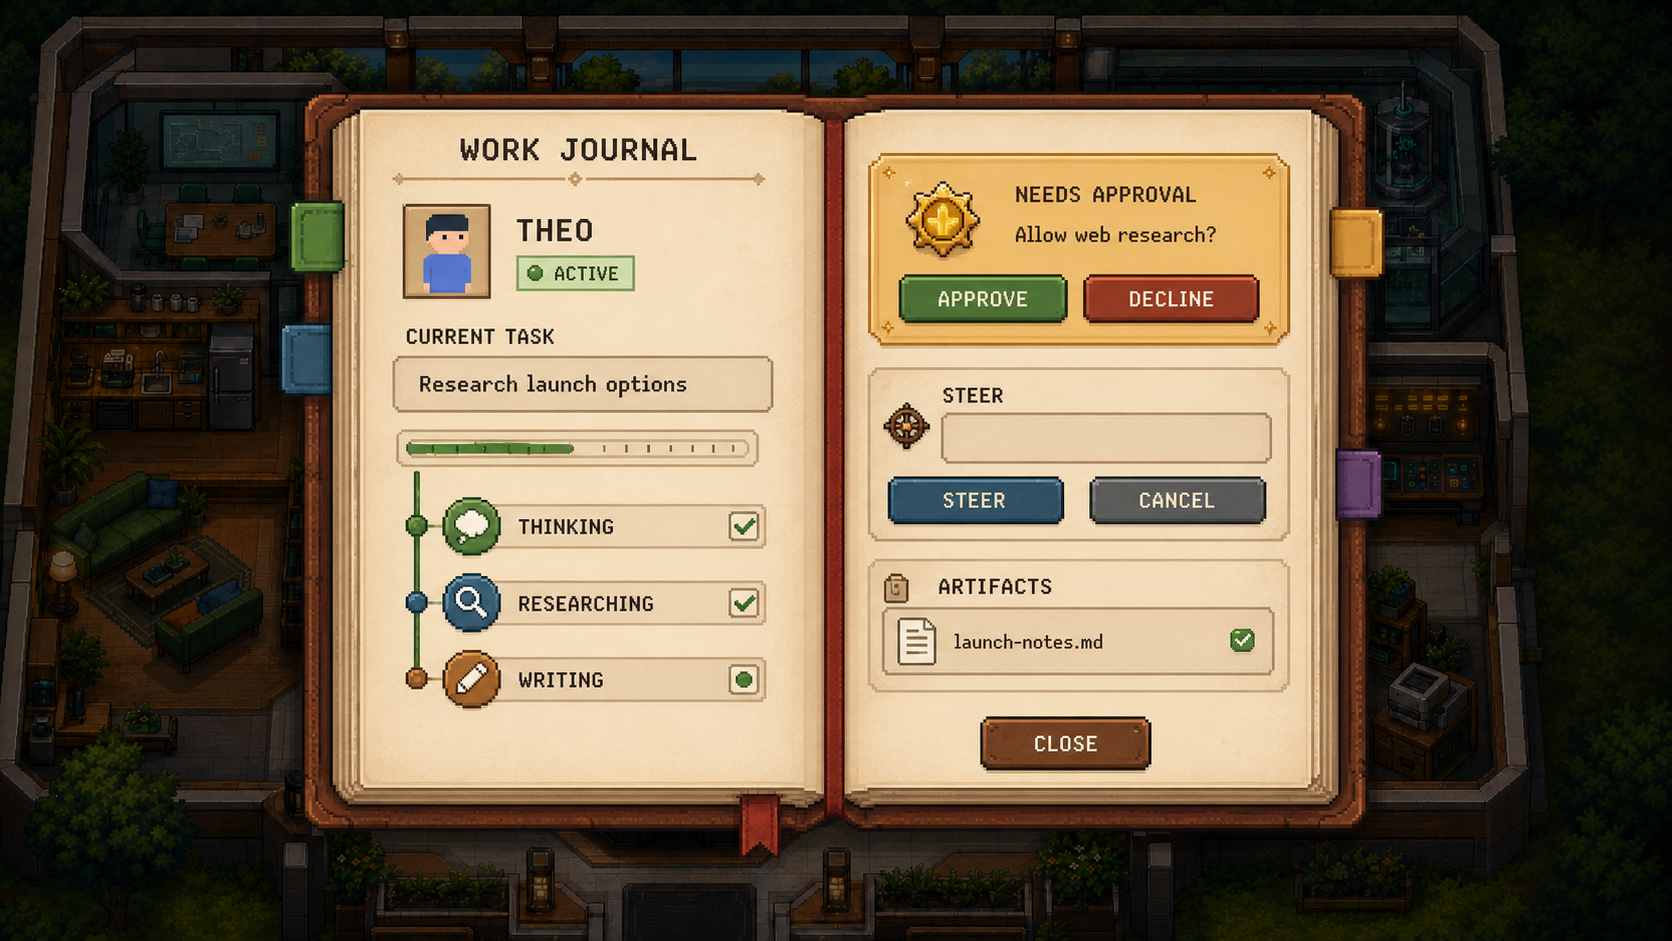 WORK JOURNAL
THEO
ACTIVE
CURRENT TASK
Research launch options
THINKING
RESEARCHING
WRITING
NEEDS APPROVAL
Allow web research?
APPROVE
DECLINE
STEER
STEER
CANCEL
ARTIFACTS
launch-notes.md
CLOSE